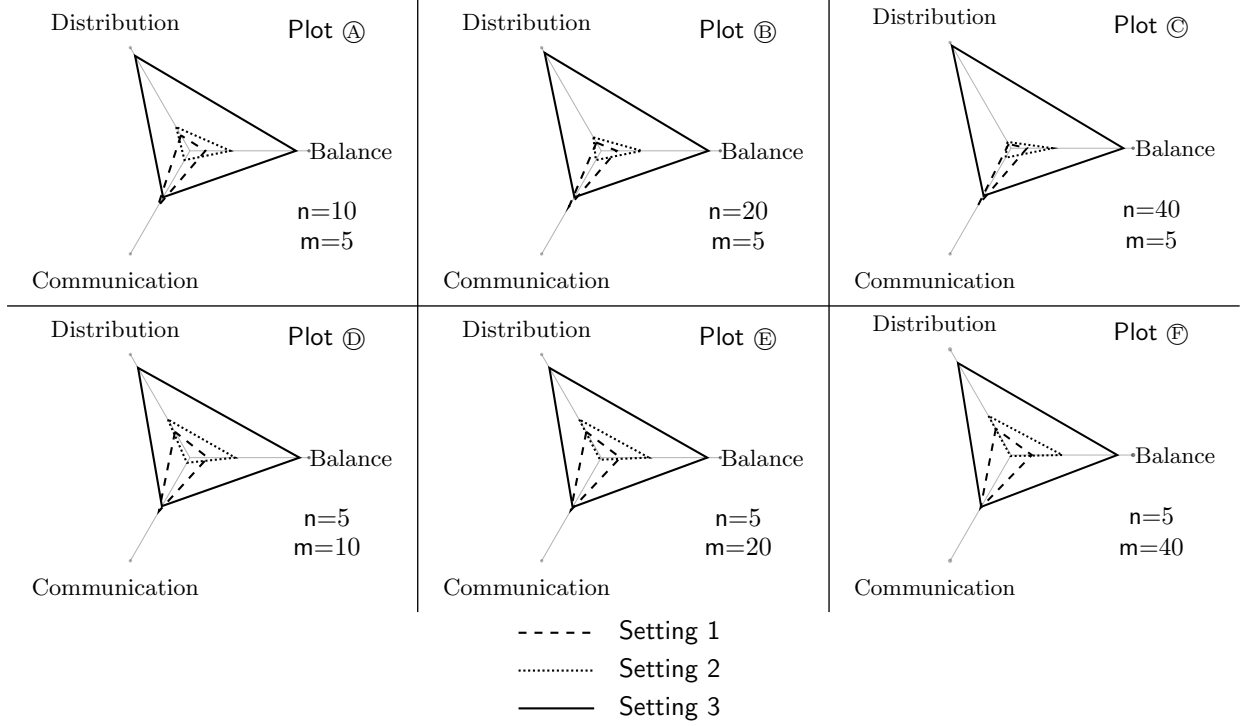 Distribution
Plot Ⓐ
Balance
n=10
m=5
Communication
Distribution
Plot Ⓑ
Balance
n=20
m=5
Communication
Distribution
Plot Ⓒ
Balance
n=40
m=5
Communication
Distribution
Plot Ⓓ
Balance
n=5
m=10
Communication
Distribution
Plot Ⓔ
Balance
n=5
m=20
Communication
Distribution
Plot Ⓕ
Balance
n=5
m=40
Communication
Setting 1
Setting 2
Setting 3